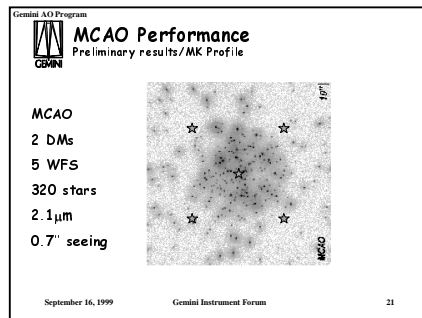 Gemini AO Program
GEMINI
MCAO Performance
Preliminary results/MK Profile
MCAO
2 DMs
5 WFS
320 stars
2.1μm
0.7" seeing
MCAO
September 16, 1999
Gemini Instrument Forum
21